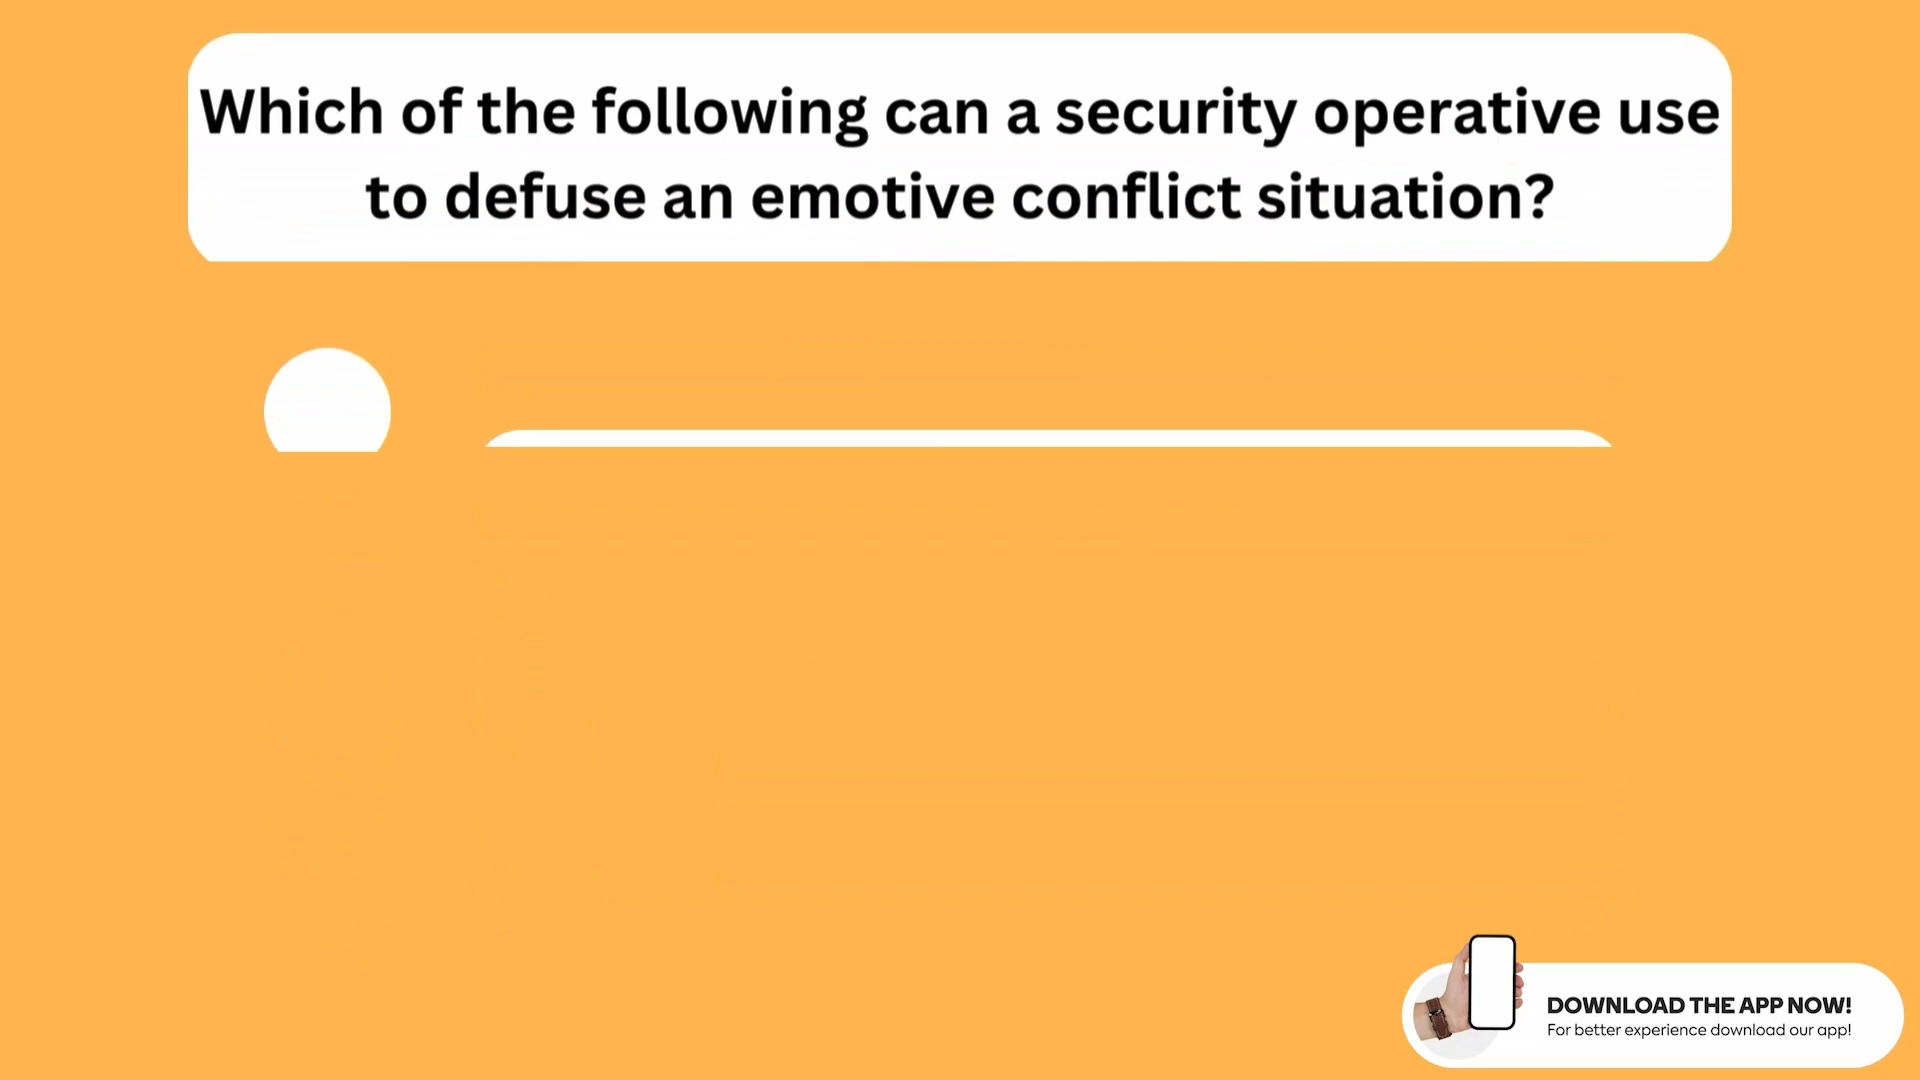 Which of the following can a security operative use
to defuse an emotive conflict situation?
DOWNLOAD THE APP NOW!
For better experience download our app!